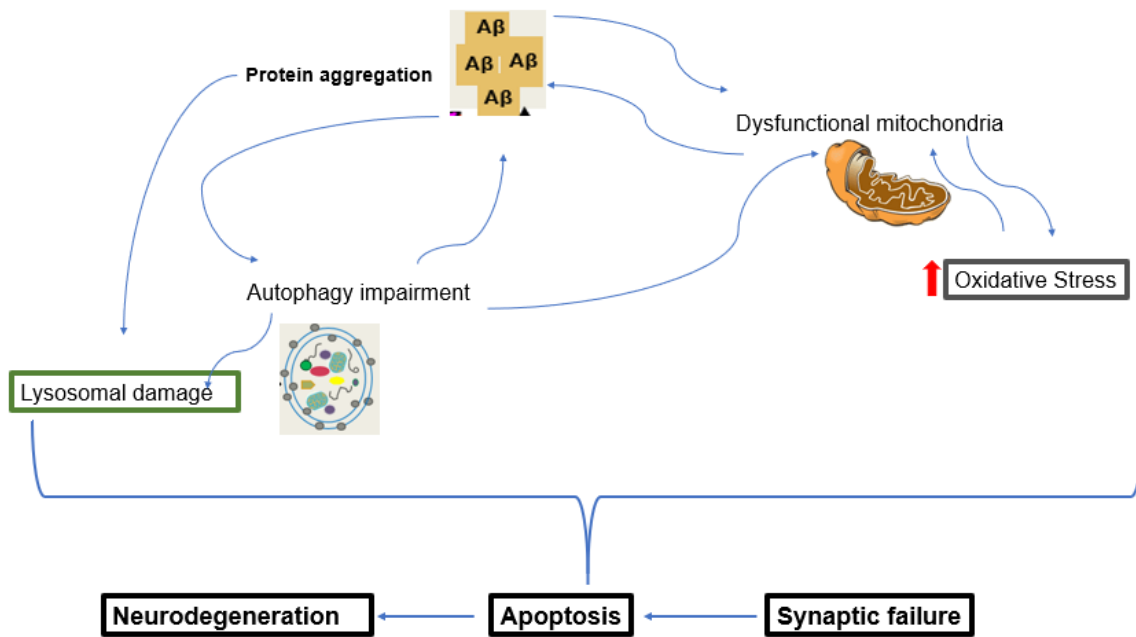 Aβ
Aβ Aβ
Aβ
Protein aggregation
Dysfunctional mitochondria
Oxidative Stress
Autophagy impairment
Lysosomal damage
Neurodegeneration
Apoptosis
Synaptic failure